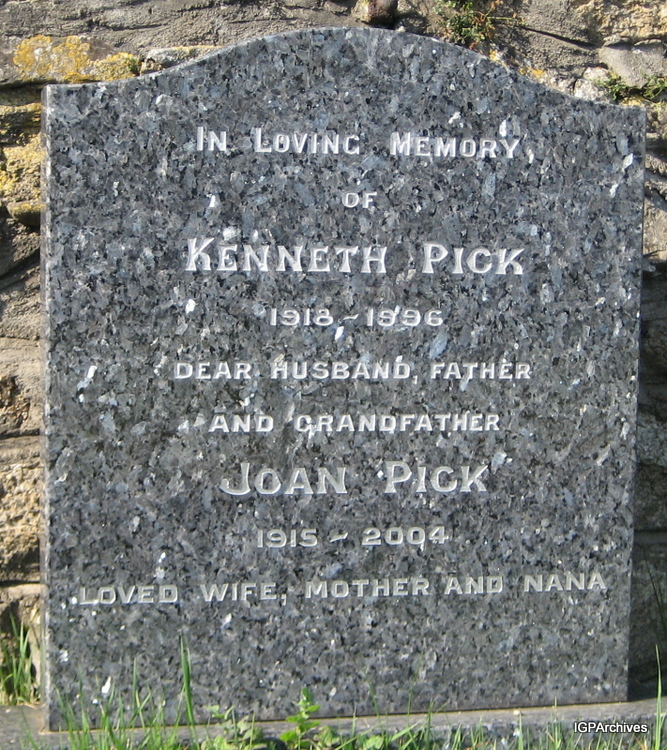 IN LOVING MEMORY
OF
KENNETH PICK
1918 ~ 1996
DEAR HUSBAND, FATHER
AND GRANDFATHER
JOAN PICK
1915 ~ 2004
LOVED WIFE, MOTHER AND NANA
IGPArchives